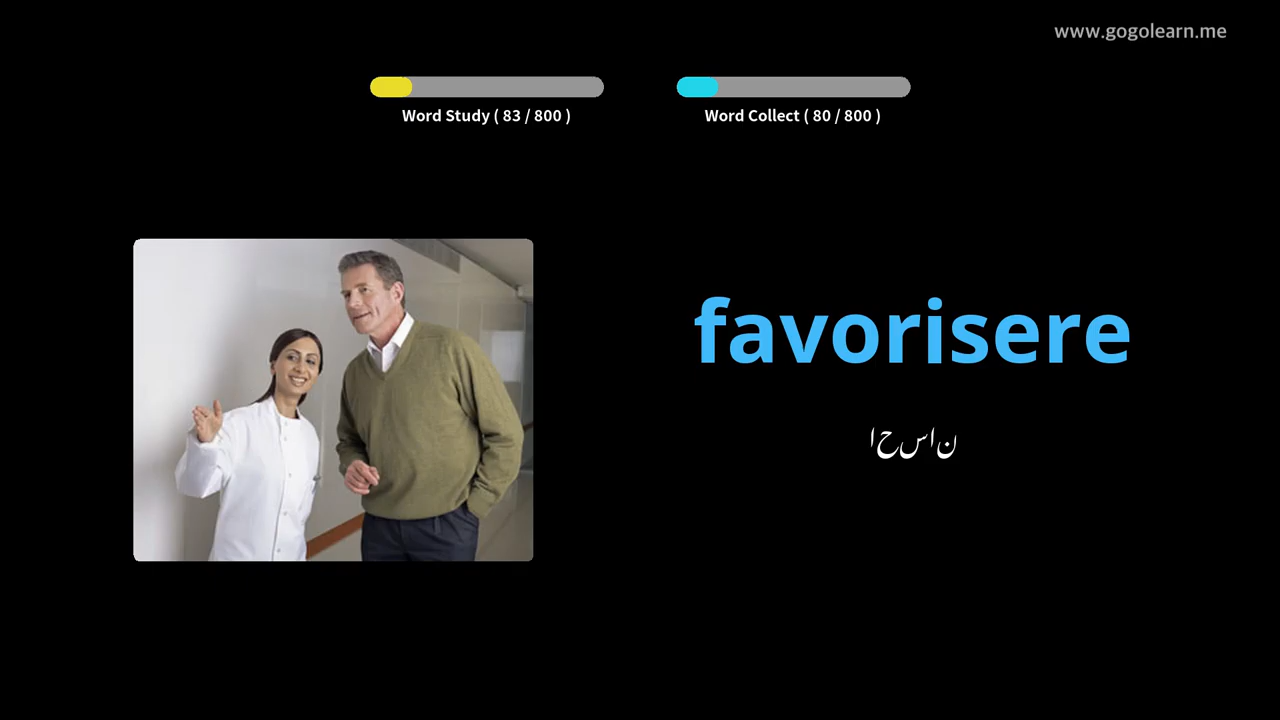 www.gogolearn.me
Word Study ( 83 / 800 )
Word Collect ( 80 / 800 )
favorisere
احسان